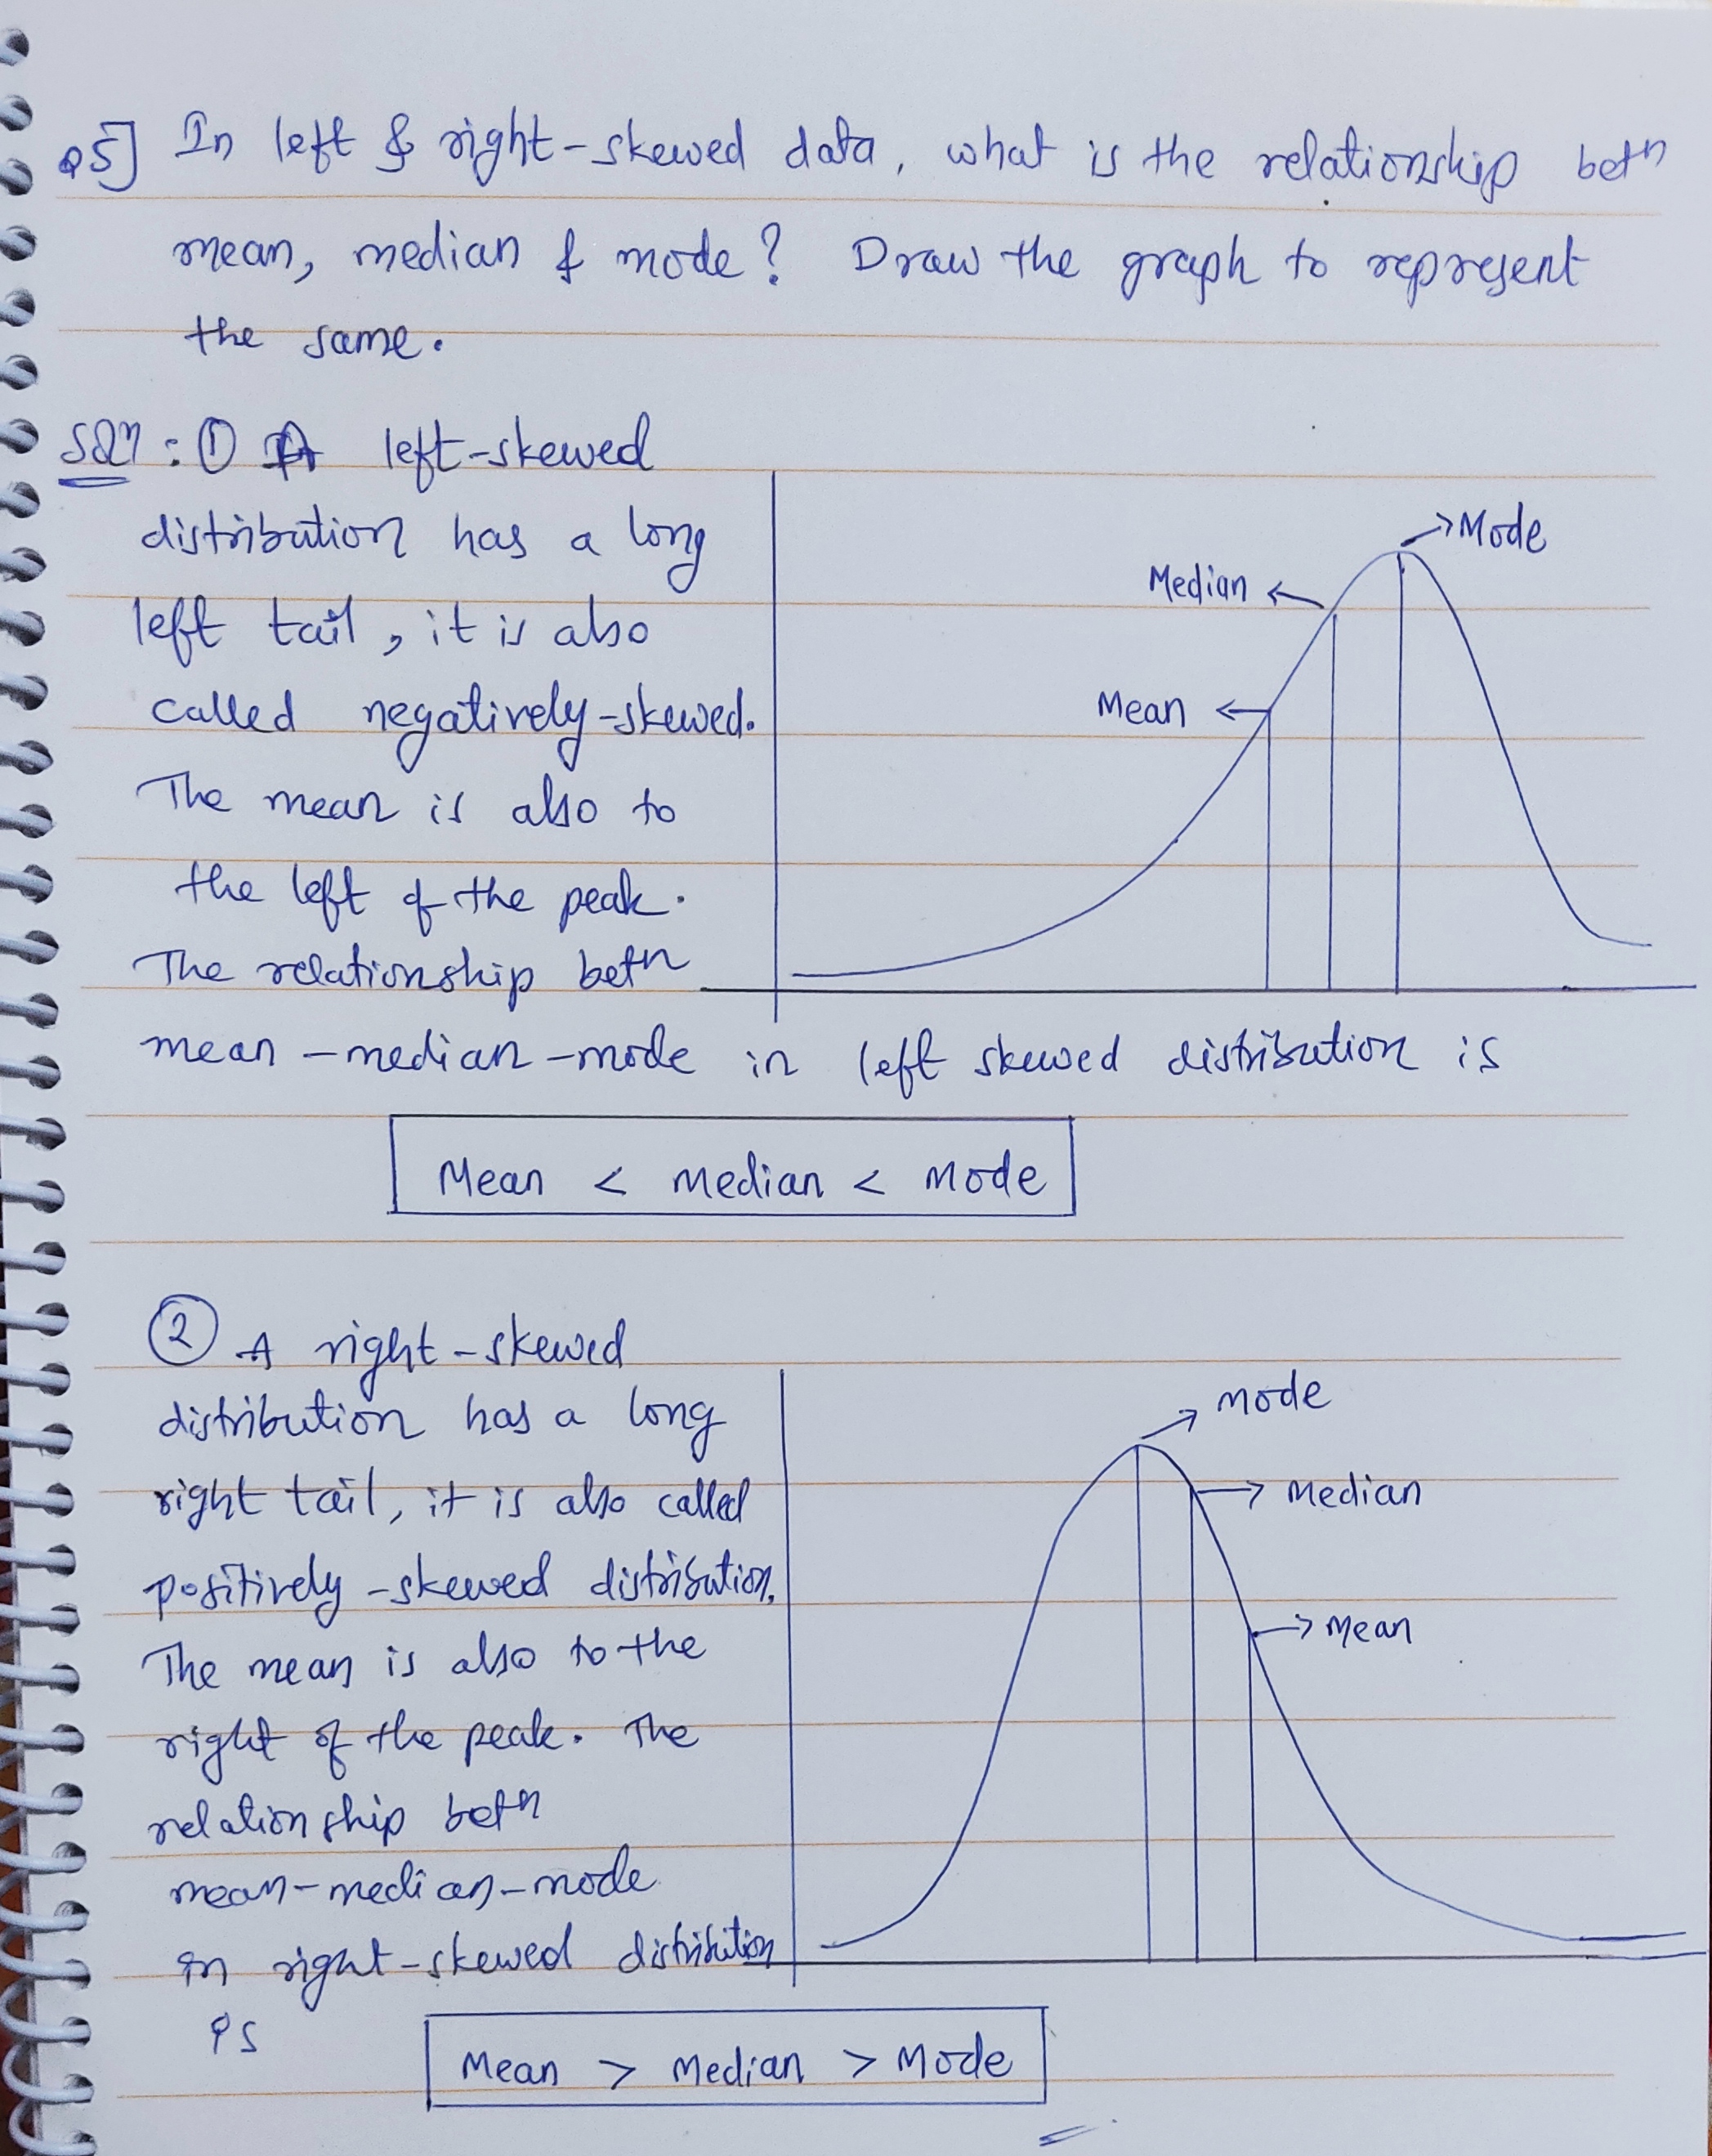 Q5] In left & right-skewed data, what is the relationship betn
mean, median & mode? Draw the graph to represent
the same.
Soln : ① A left-skewed
distribution has a long
left tail, it is also
called negatively-skewed.
The mean is also to
the left of the peak.
The relationship betn
mean-median-mode in left skewed distribution is
Mode
Median
Mean
Mean < Median < Mode
② A right-skewed
distribution has a long
right tail, it is also called
positively-skewed distribution.
The mean is also to the
right of the peak. The
relationship betn
mean-median-mode
in right-skewed distribution
is
Mode
Median
Mean
Mean > Median > Mode